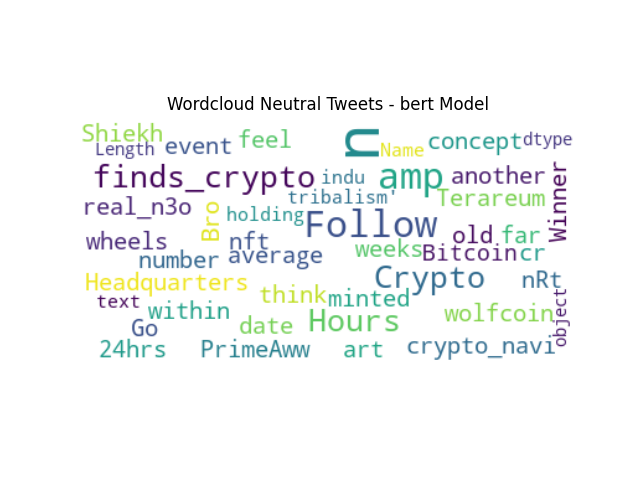 Wordcloud Neutral Tweets - bert Model
Shiekh
Length
event
feel
n
Name
concept
dtype
finds_crypto
indu
amp
another
Winner
real_n3o
Bro
holding
tribalism'
Terareum
Follow
wheels
nft
average
weeks
old
far
Bitcoin
cr
number
Headquarters
Crypto
nRt
text
within
think
minted
wolfcoin
object
Go
date
Hours
24hrs
PrimeAww
art
crypto_navi